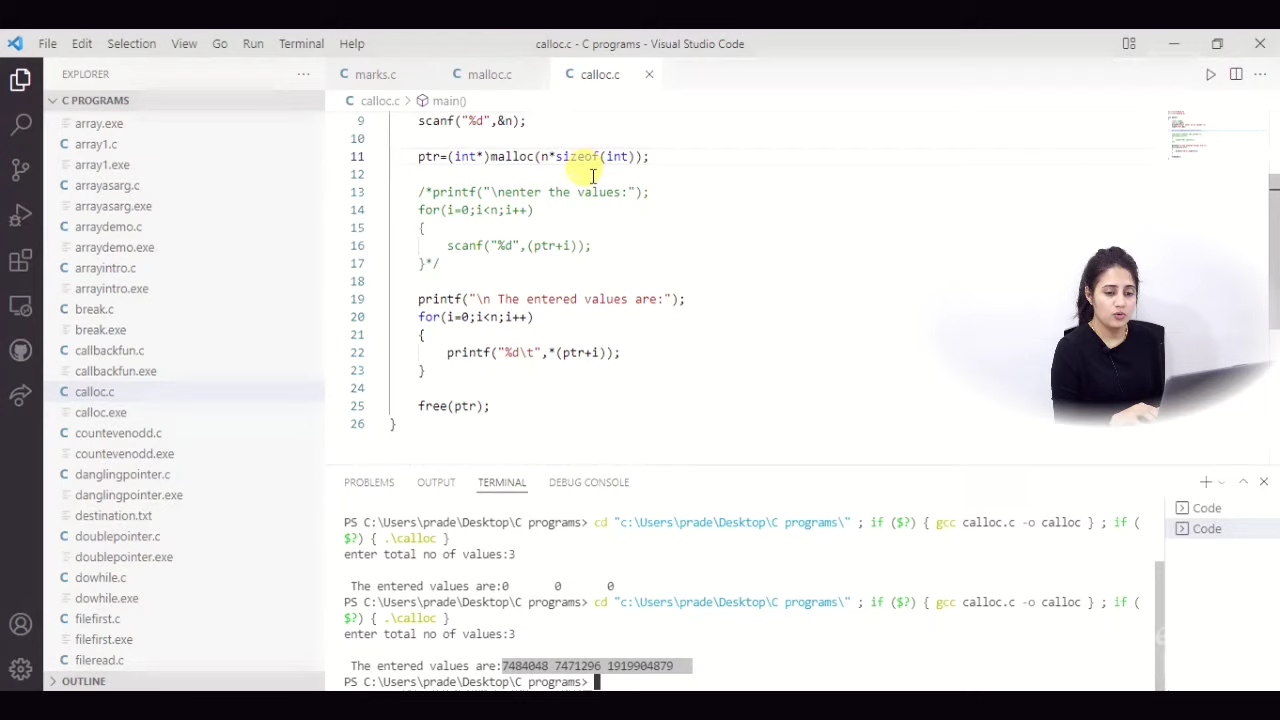 File Edit Selection View Go Run Terminal Help
calloc.c - C programs - Visual Studio Code
EXPLORER
C PROGRAMS
array.exe
C array1.c
array1.exe
C arrayasarg.c
arrayasarg.exe
C arraydemo.c
arraydemo.exe
C arrayintro.c
arrayintro.exe
C break.c
break.exe
C callbackfun.c
callbackfun.exe
C calloc.c
calloc.exe
C countevenodd.c
countevenodd.exe
C danglingpointer.c
danglingpointer.exe
destination.txt
C doublepointer.c
doublepointer.exe
C dowhile.c
dowhile.exe
C filefirst.c
filefirst.exe
C fileread.c
OUTLINE
C marks.c C malloc.c C calloc.c
C calloc.c > main()
9 scanf("%d",&n);
10
11 ptr=(int* malloc(n*sizeof(int));
12
13 /*printf("\nenter the values:");
14 for(i=0;i<n;i++)
15 {
16 scanf("%d",(ptr+i));
17 }*/
18
19 printf("\n The entered values are:");
20 for(i=0;i<n;i++)
21 {
22 printf("%d\t",*(ptr+i));
23 }
24
25 free(ptr);
26 }
PROBLEMS OUTPUT TERMINAL DEBUG CONSOLE
Code
Code
PS C:\Users\prade\Desktop\C programs> cd "c:\Users\prade\Desktop\C programs\" ; if ($?) { gcc calloc.c -o calloc } ; if (
$?) { .\calloc }
enter total no of values:3
The entered values are:0 0 0
PS C:\Users\prade\Desktop\C programs> cd "c:\Users\prade\Desktop\C programs\" ; if ($?) { gcc calloc.c -o calloc } ; if (
$?) { .\calloc }
enter total no of values:3
The entered values are:7484048 7471296 1919904879
PS C:\Users\prade\Desktop\C programs>